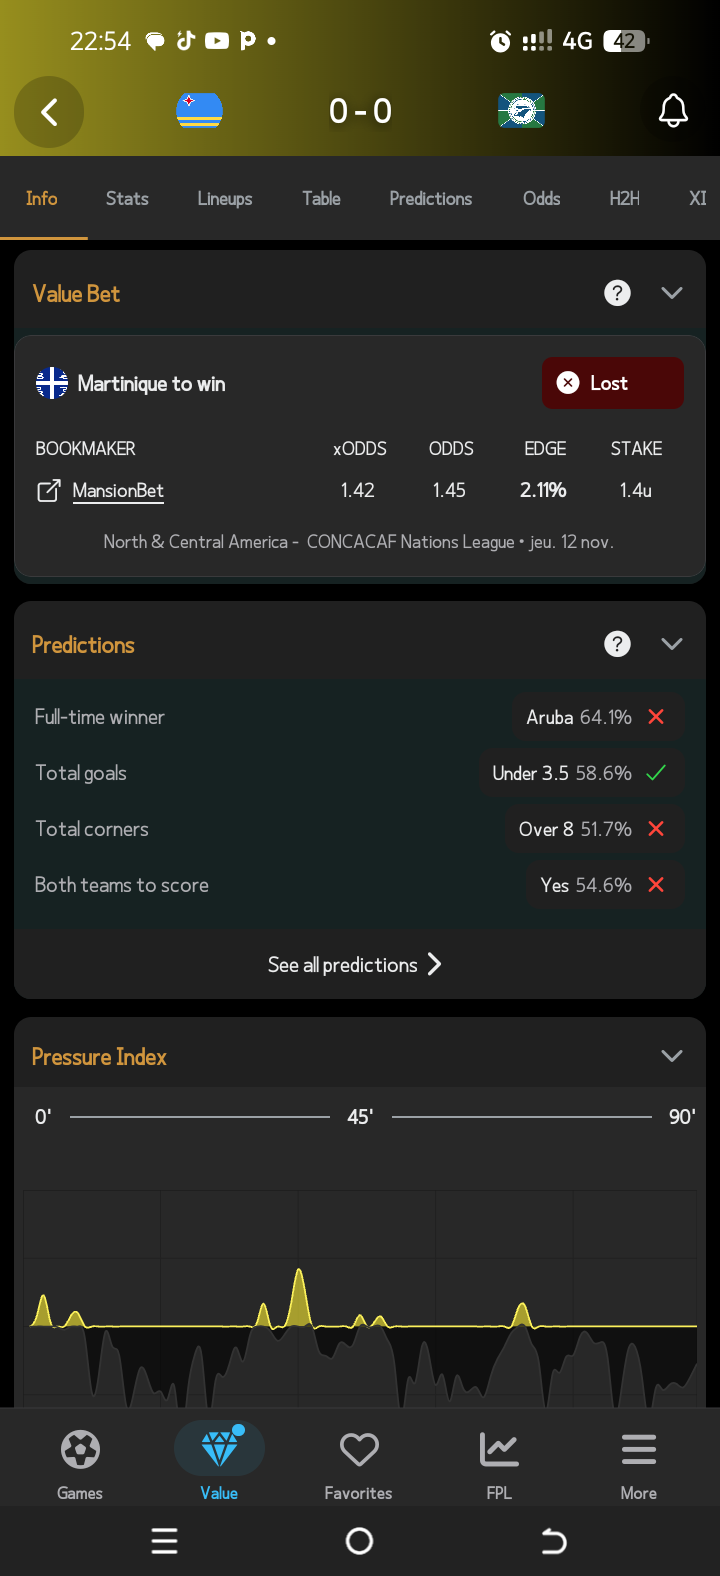 22:54 4G 42
0 - 0
Info Stats Lineups Table Predictions Odds H2H XI
Value Bet ?
Martinique to win Lost
BOOKMAKER xODDS ODDS EDGE STAKE
MansionBet 1.42 1.45 2.11% 1.4u
North & Central America - CONCACAF Nations League • jeu. 12 nov.
Predictions ?
Full-time winner Aruba 64.1%
Total goals Under 3.5 58.6%
Total corners Over 8 51.7%
Both teams to score Yes 54.6%
See all predictions
Pressure Index
0' 45' 90'
Games Value Favorites FPL More